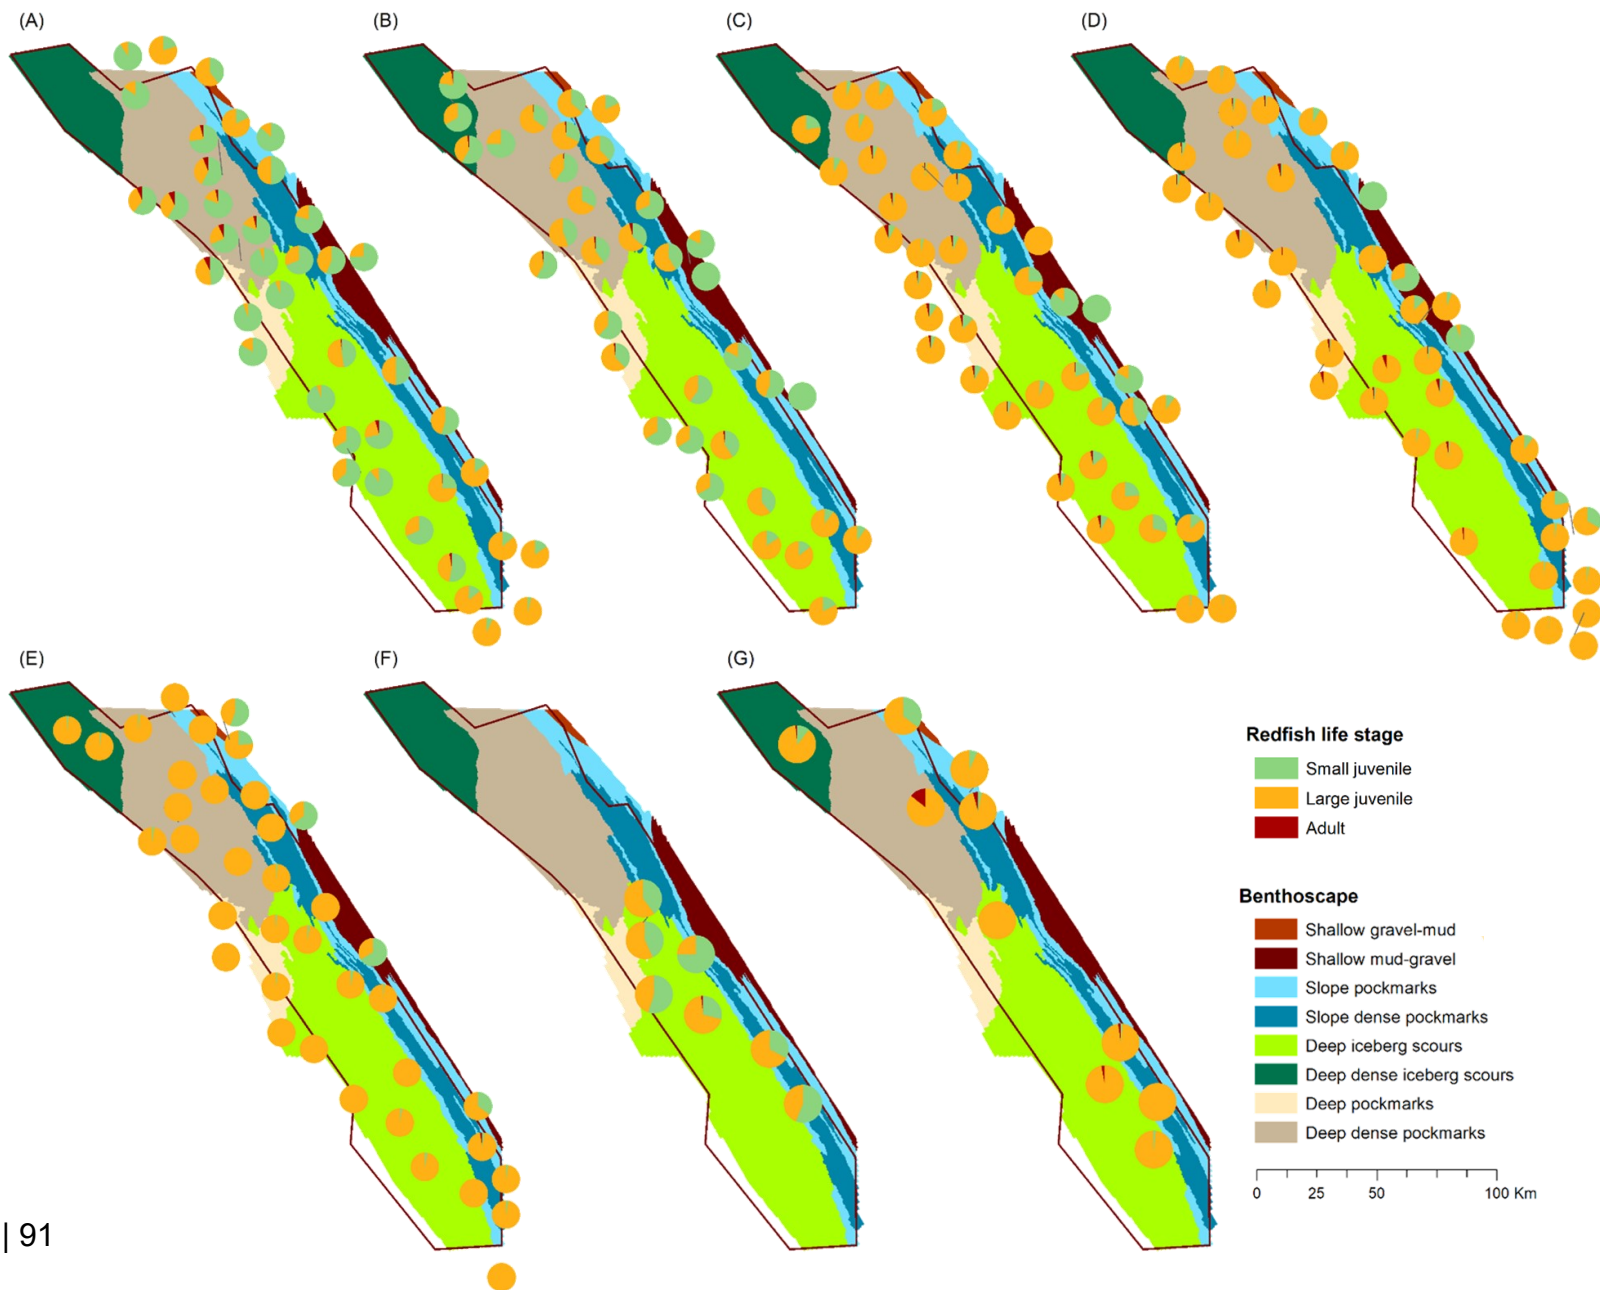 (A)
(B)
(C)
(D)
(E)
(F)
(G)
Redfish life stage
Small juvenile
Large juvenile
Adult
Benthoscape
Shallow gravel-mud
Shallow mud-gravel
Slope pockmarks
Slope dense pockmarks
Deep iceberg scours
Deep dense iceberg scours
Deep pockmarks
Deep dense pockmarks
0 25 50 100 Km
| 91